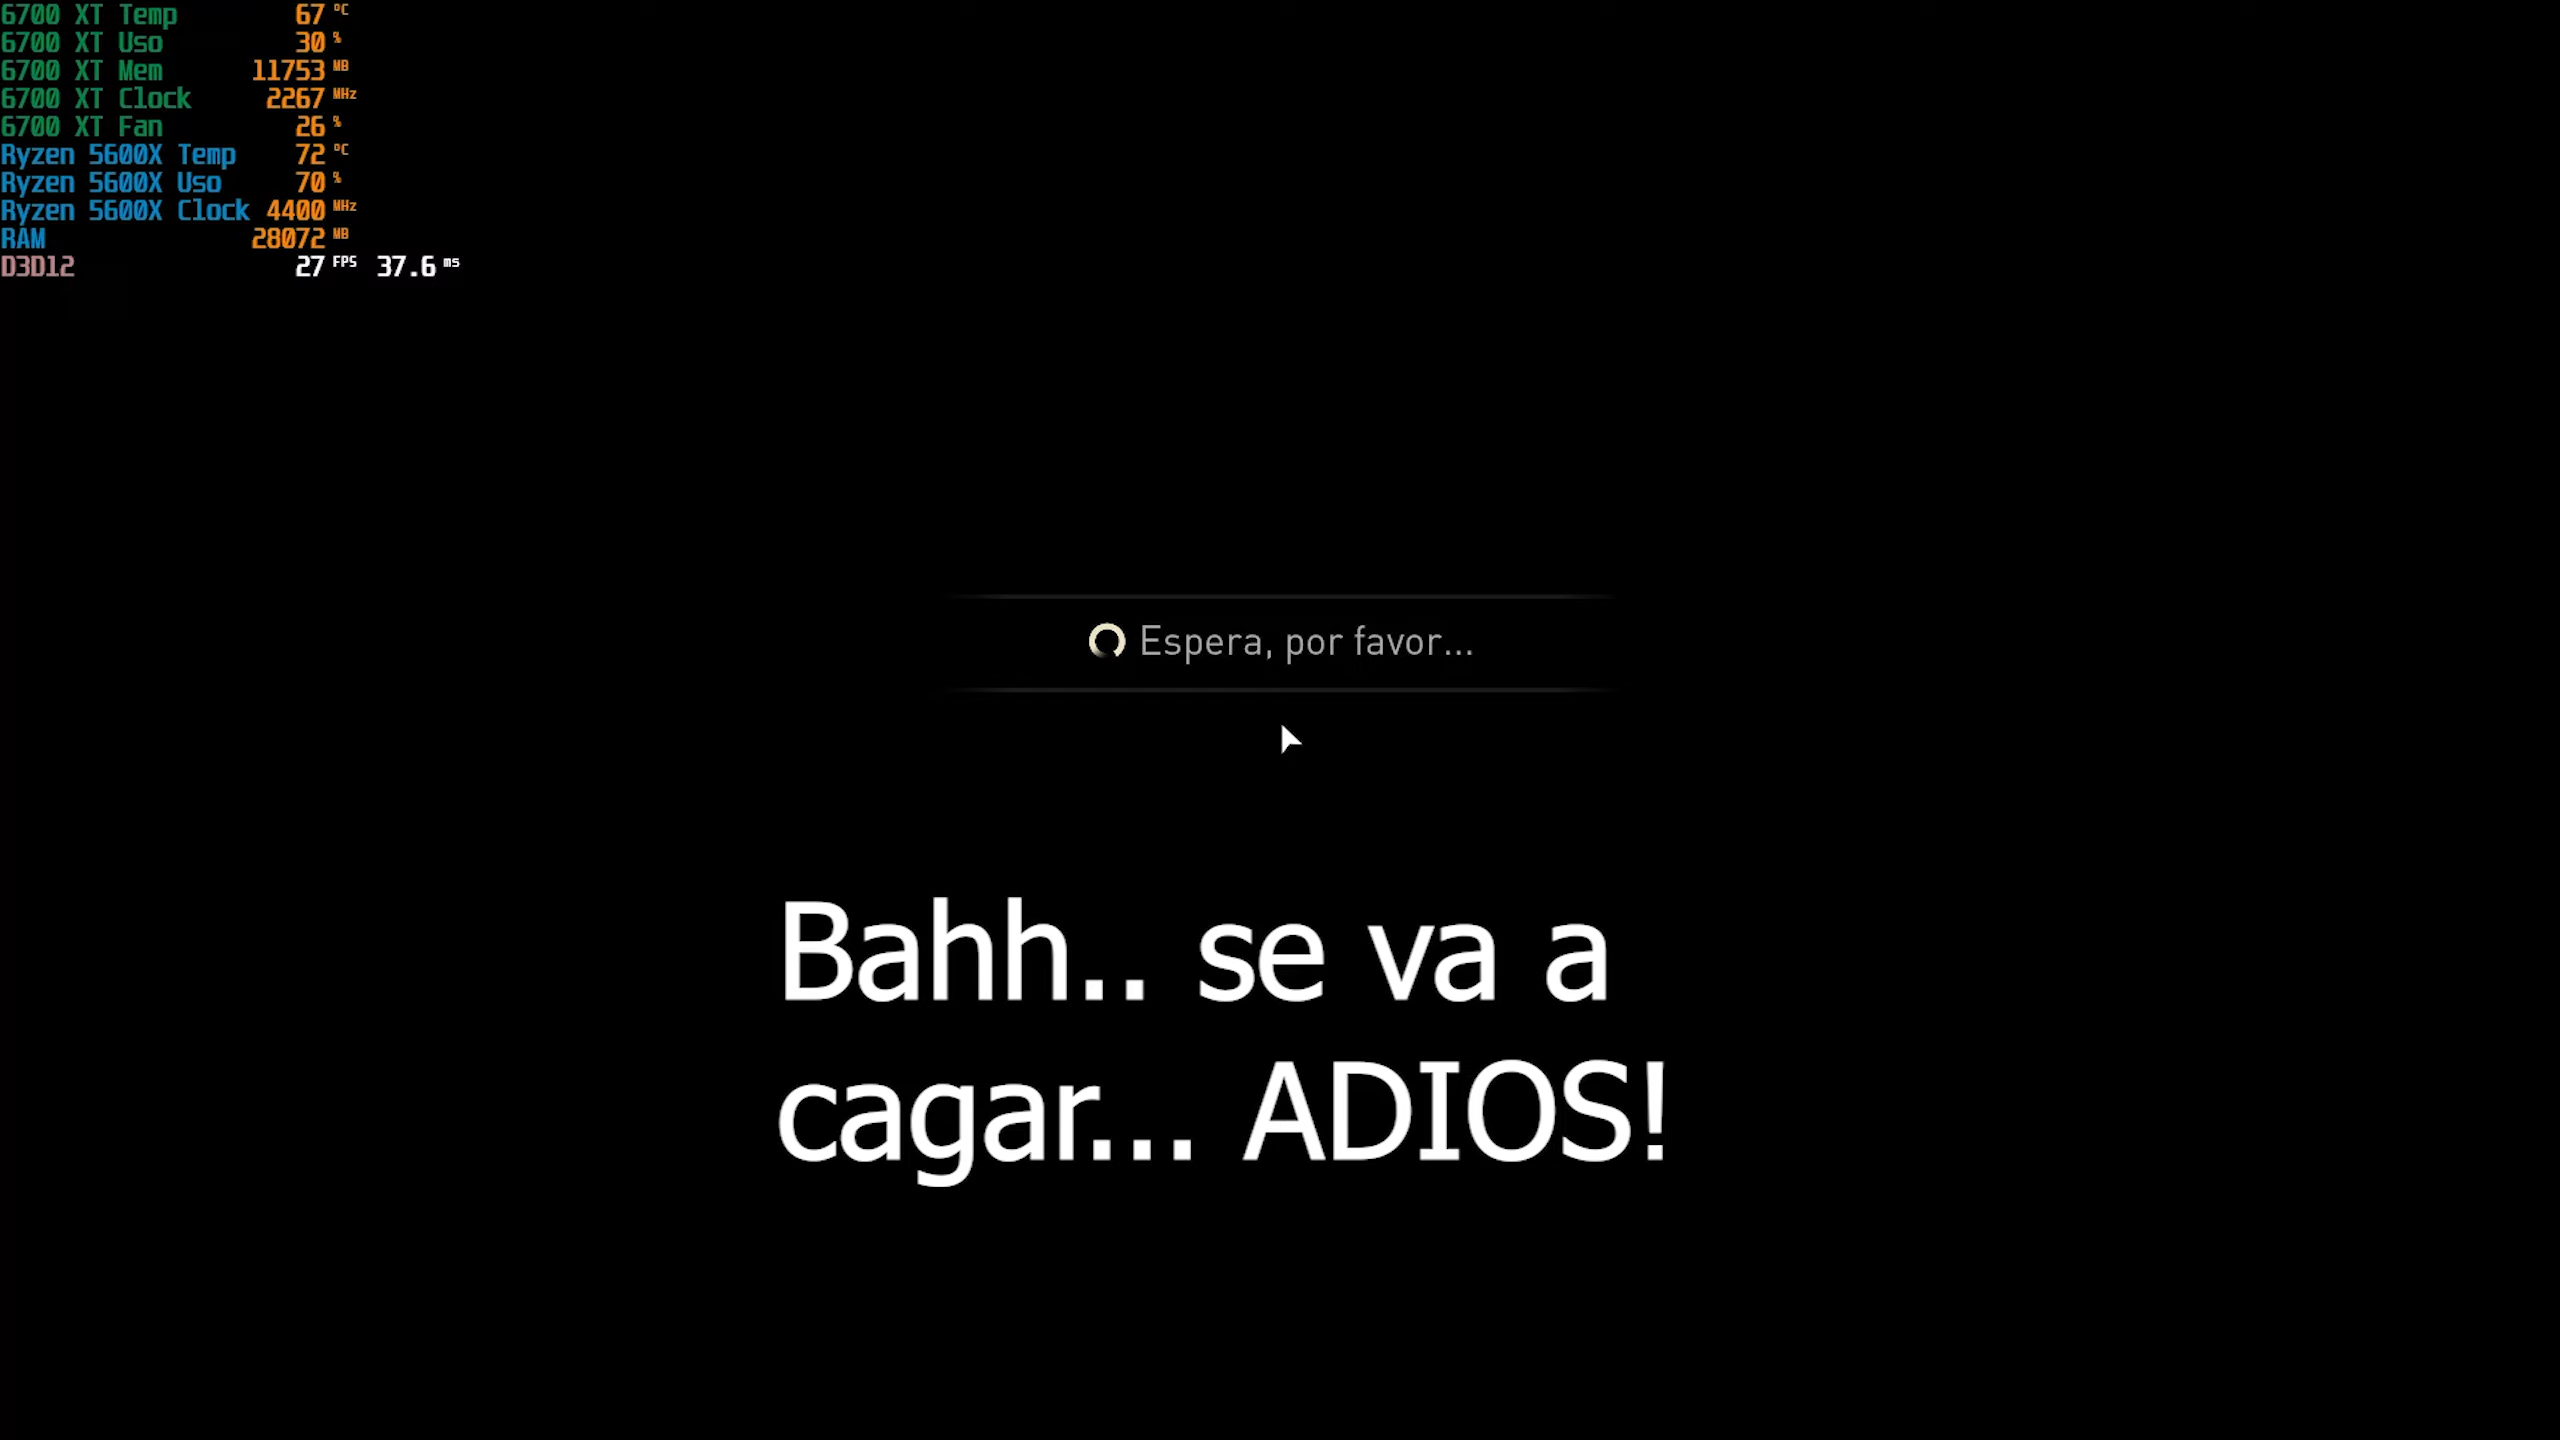 6700 XT Temp 67 °C
6700 XT Uso 30 %
6700 XT Mem 11753 MB
6700 XT Clock 2267 MHz
6700 XT Fan 26 %
Ryzen 5600X Temp 72 °C
Ryzen 5600X Uso 70 %
Ryzen 5600X Clock 4400 MHz
RAM 28072 MB
D3D12 27 FPS 37.6 ms
Espera, por favor...
Bahh.. se va a
cagar... ADIOS!